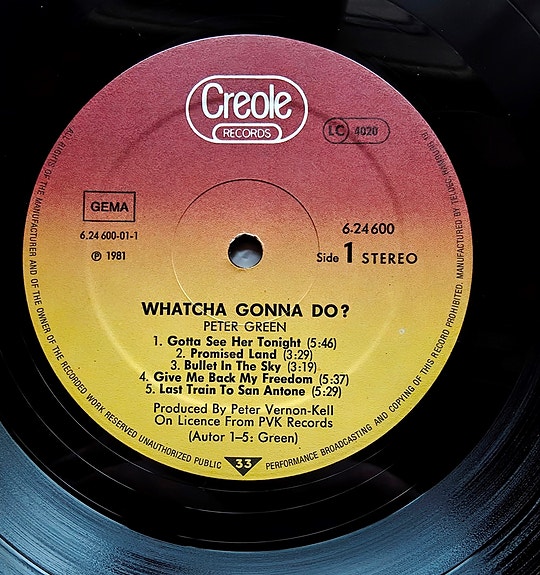 Creole
RECORDS
LC 4020
GEMA
6.24 600-01-1
℗ 1981
6-24600
Side 1 STEREO
WHATCHA GONNA DO?
PETER GREEN
1. Gotta See Her Tonight (5:46)
2. Promised Land (3:29)
3. Bullet In The Sky (3:19)
4. Give Me Back My Freedom (5:37)
5. Last Train To San Antone (5:29)
Produced By Peter Vernon-Kell
On Licence From PVK Records
(Autor 1–5: Green)
33
ALL RIGHTS OF THE MANUFACTURER AND OF THE OWNER OF THE RECORDED WORK RESERVED UNAUTHORIZED PUBLIC PERFORMANCE BROADCASTING AND COPYING OF THIS RECORD PROHIBITED. MANUFACTURED BY TELDEC, HAMBURG